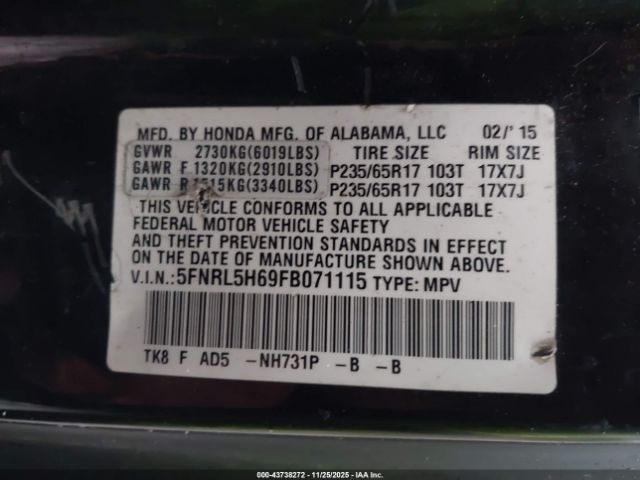 MFD. BY HONDA MFG. OF ALABAMA, LLC 02/'15
GVWR 2730KG(6019LBS) TIRE SIZE RIM SIZE
GAWR F 1320KG(2910LBS) P235/65R17 103T 17X7J
GAWR R 1515KG(3340LBS) P235/65R17 103T 17X7J
THIS VEHICLE CONFORMS TO ALL APPLICABLE
FEDERAL MOTOR VEHICLE SAFETY
AND THEFT PREVENTION STANDARDS IN EFFECT
ON THE DATE OF MANUFACTURE SHOWN ABOVE.
V.I.N.:5FNRL5H69FB071115 TYPE: MPV
TK8 F AD5 -NH731P -B -B
000-43738272 — 11/25/2025 — IAA Inc.